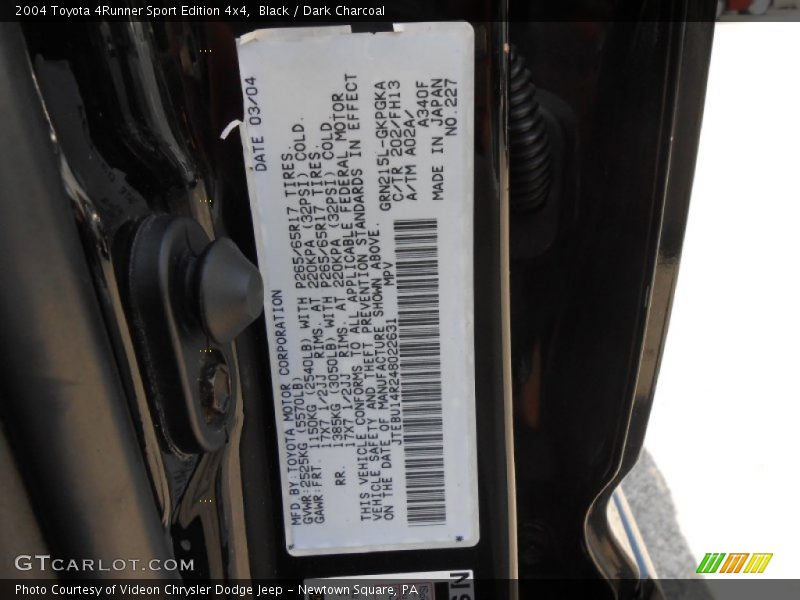 2004 Toyota 4Runner Sport Edition 4x4, Black / Dark Charcoal
MFD BY: TOYOTA MOTOR CORPORATION DATE 03/04
GVWR: 2525KG (5570LB)
GAWR: FRT. 1150KG (2540LB) WITH P265/65R17 TIRES.
17X7 1/2JJ RIMS. AT 220KPA (32PSI) COLD.
RR. 1385KG (3050LB) WITH P265/65R17 TIRES.
17X7 1/2JJ RIMS. AT 220KPA (32PSI) COLD.
THIS VEHICLE CONFORMS TO ALL APPLICABLE FEDERAL MOTOR
VEHICLE SAFETY AND THEFT PREVENTION STANDARDS IN EFFECT
ON THE DATE OF MANUFACTURE SHOWN ABOVE.
JTEBU14R248022631 MPV GRN215L-GKPGKA
C/TR 202/FH13
A/TM A02A/
A340F
MADE IN JAPAN
NO. 227
GTCARLOT.COM
Photo Courtesy of Videon Chrysler Dodge Jeep - Newtown Square, PA